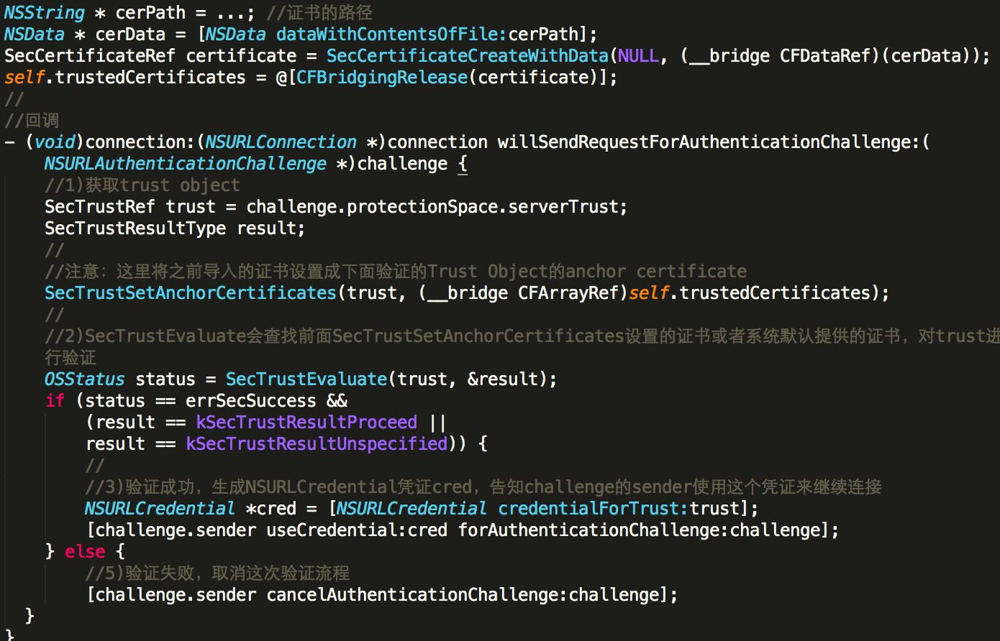 NSString * cerPath = ...; //证书的路径
NSData * cerData = [NSData dataWithContentsOfFile:cerPath];
SecCertificateRef certificate = SecCertificateCreateWithData(NULL, (__bridge CFDataRef)(cerData));
self.trustedCertificates = @[CFBridgingRelease(certificate)];
//
//回调
- (void)connection:(NSURLConnection *)connection willSendRequestForAuthenticationChallenge:(
NSURLAuthenticationChallenge *)challenge {
//1)获取trust object
SecTrustRef trust = challenge.protectionSpace.serverTrust;
SecTrustResultType result;
//
//注意：这里将之前导入的证书设置成下面验证的Trust Object的anchor certificate
SecTrustSetAnchorCertificates(trust, (__bridge CFArrayRef)self.trustedCertificates);
//
//2)SecTrustEvaluate会查找前面SecTrustSetAnchorCertificates设置的证书或者系统默认提供的证书，对trust进
行验证
OSStatus status = SecTrustEvaluate(trust, &result);
if (status == errSecSuccess &&
(result == kSecTrustResultProceed ||
result == kSecTrustResultUnspecified)) {
//
//3)验证成功，生成NSURLCredential凭证cred，告知challenge的sender使用这个凭证来继续连接
NSURLCredential *cred = [NSURLCredential credentialForTrust:trust];
[challenge.sender useCredential:cred forAuthenticationChallenge:challenge];
} else {
//5)验证失败，取消这次验证流程
[challenge.sender cancelAuthenticationChallenge:challenge];
}
}